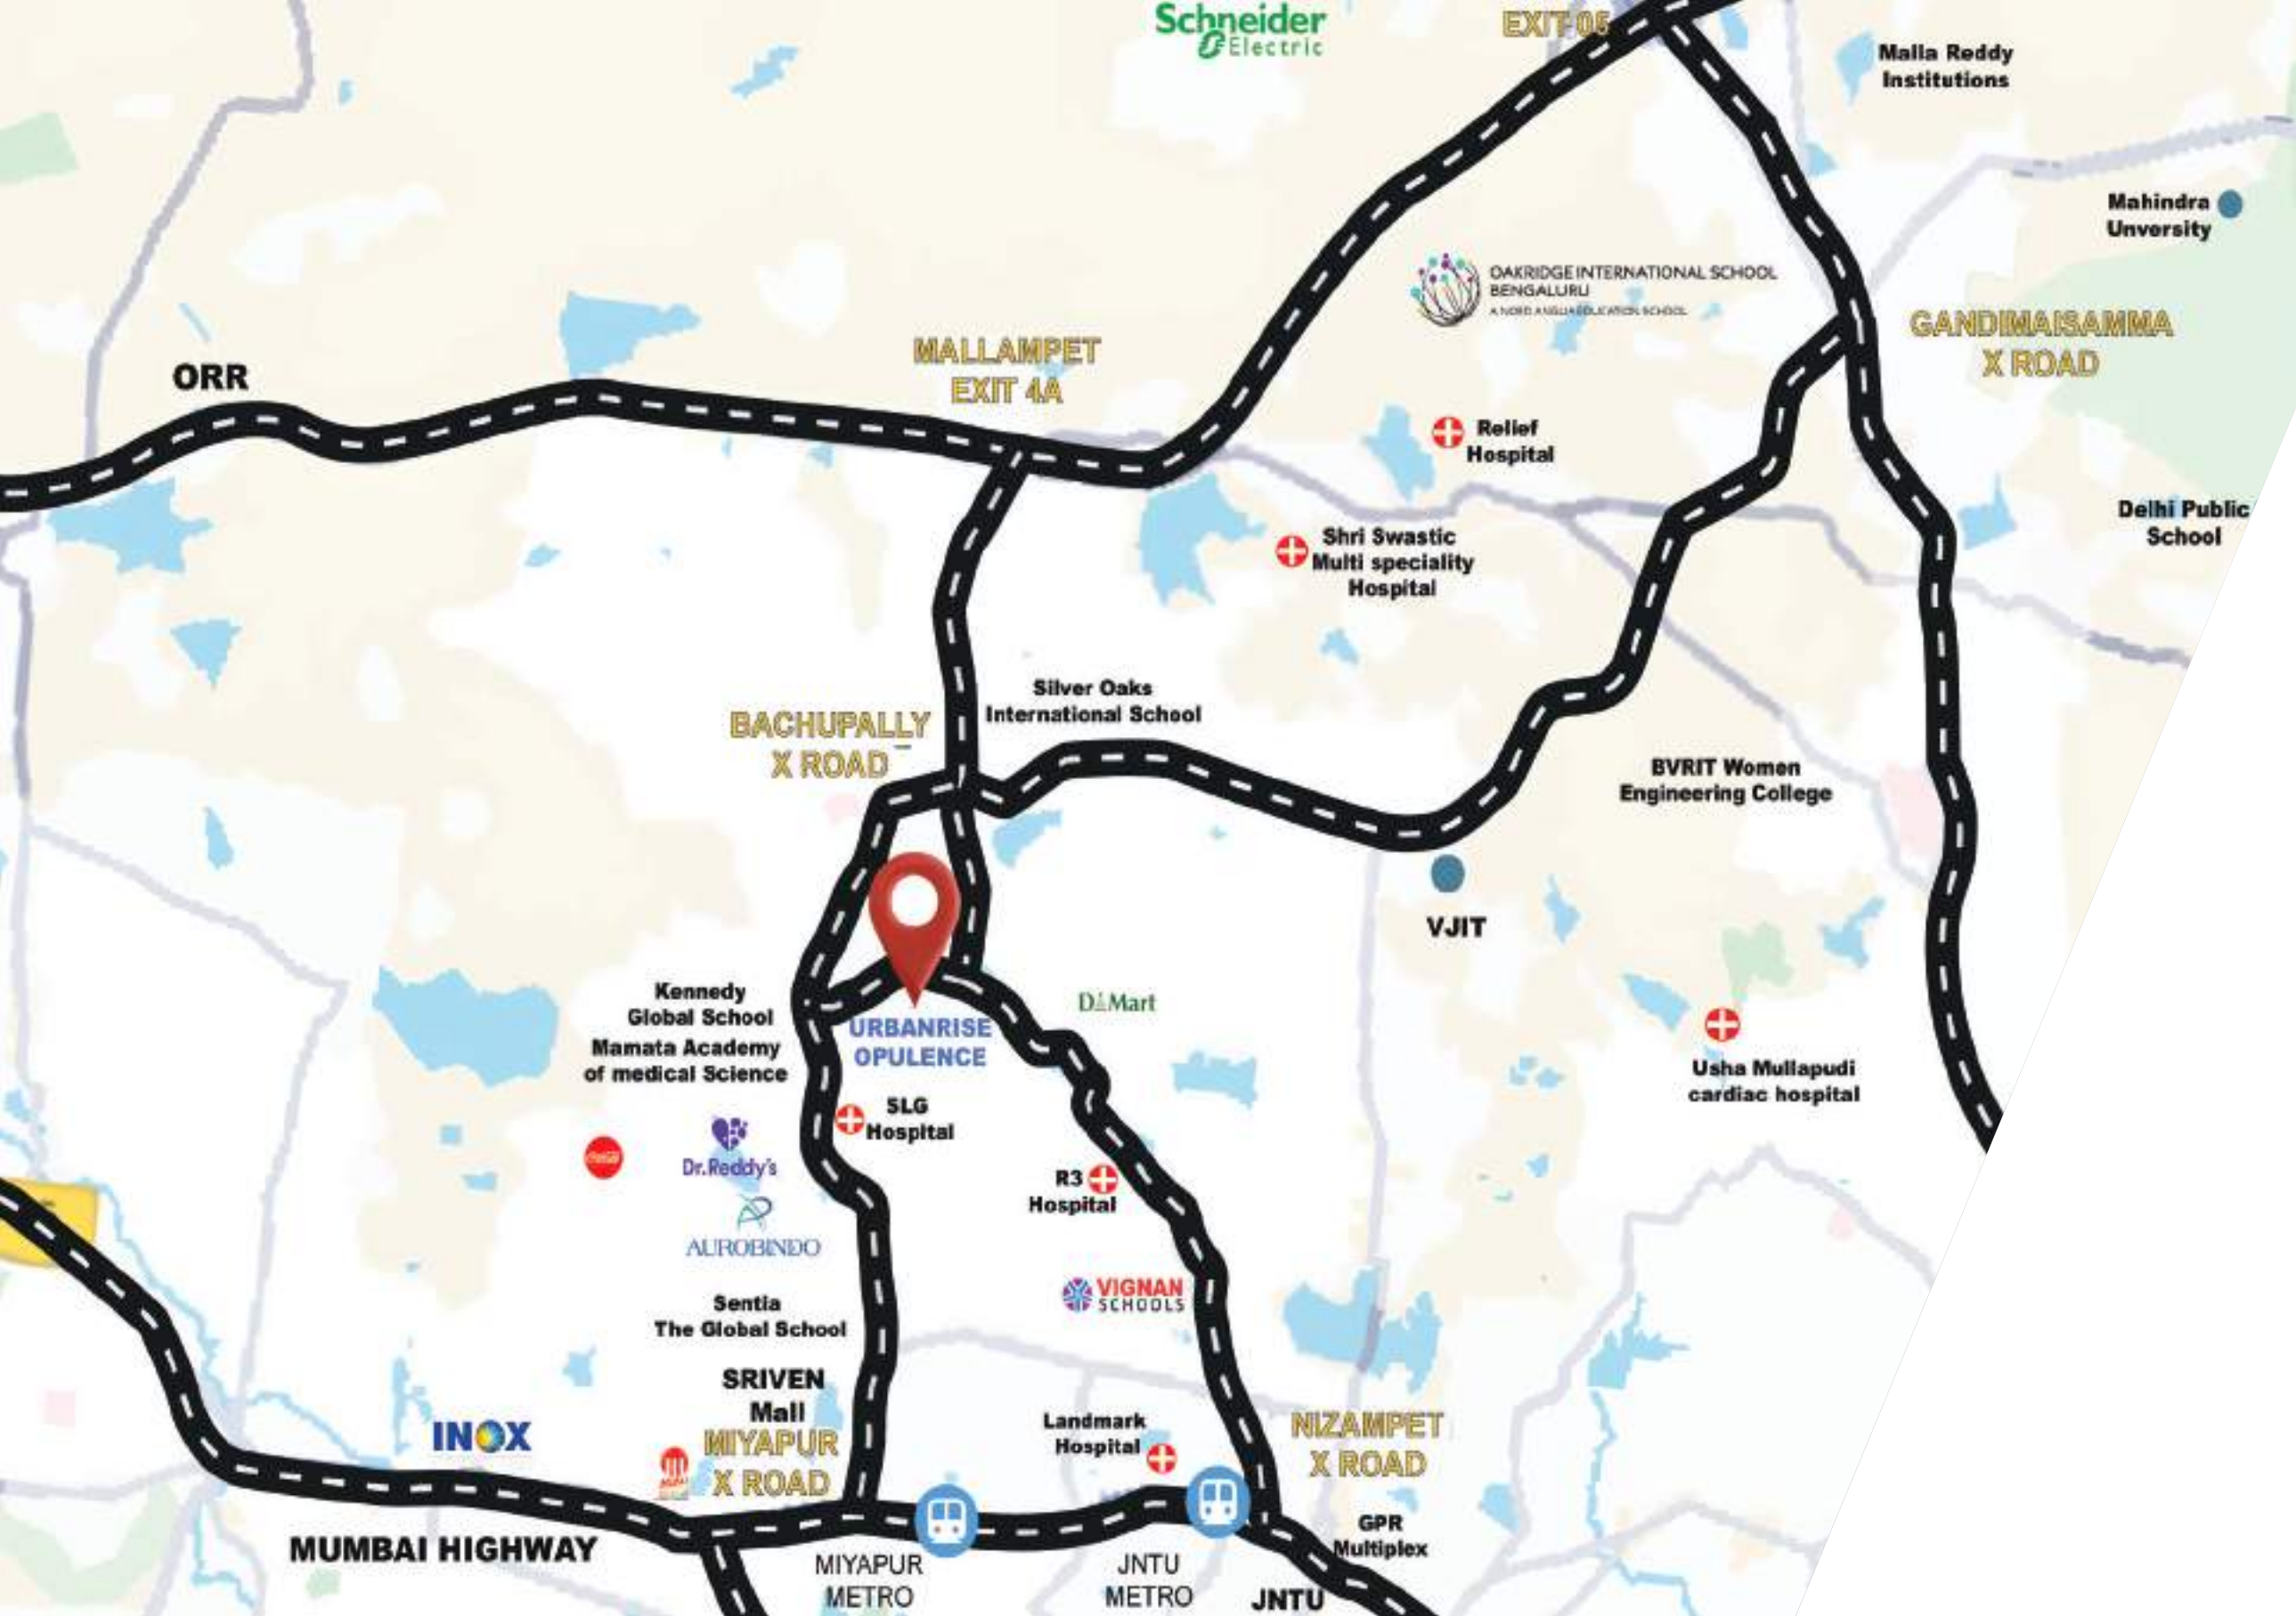 Schneider
Electric
EXIT 05
Malla Reddy
Institutions
Mahindra
Unversity
OAKRIDGE INTERNATIONAL SCHOOL
BENGALURU
A NORD ANGLIA EDUCATION SCHOOL
GANDIMAISAMMA
X ROAD
MALLAMPET
EXIT 4A
ORR
Relief
Hospital
Delhi Public
School
Shri Swastic
Multi speciality
Hospital
Silver Oaks
International School
BACHUPALLY
X ROAD
BVRIT Women
Engineering College
VJIT
Kennedy
Global School
Mamata Academy
of medical Science
URBANRISE
OPULENCE
D Mart
Usha Mullapudi
cardiac hospital
SLG
Hospital
Dr.Reddy's
R3
Hospital
AUROBINDO
VIGNAN
SCHOOLS
Sentia
The Global School
SRIVEN
Mall
MIYAPUR
X ROAD
INOX
Landmark
Hospital
NIZAMPET
X ROAD
MUMBAI HIGHWAY
GPR
Multiplex
MIYAPUR
METRO
JNTU
METRO
JNTU